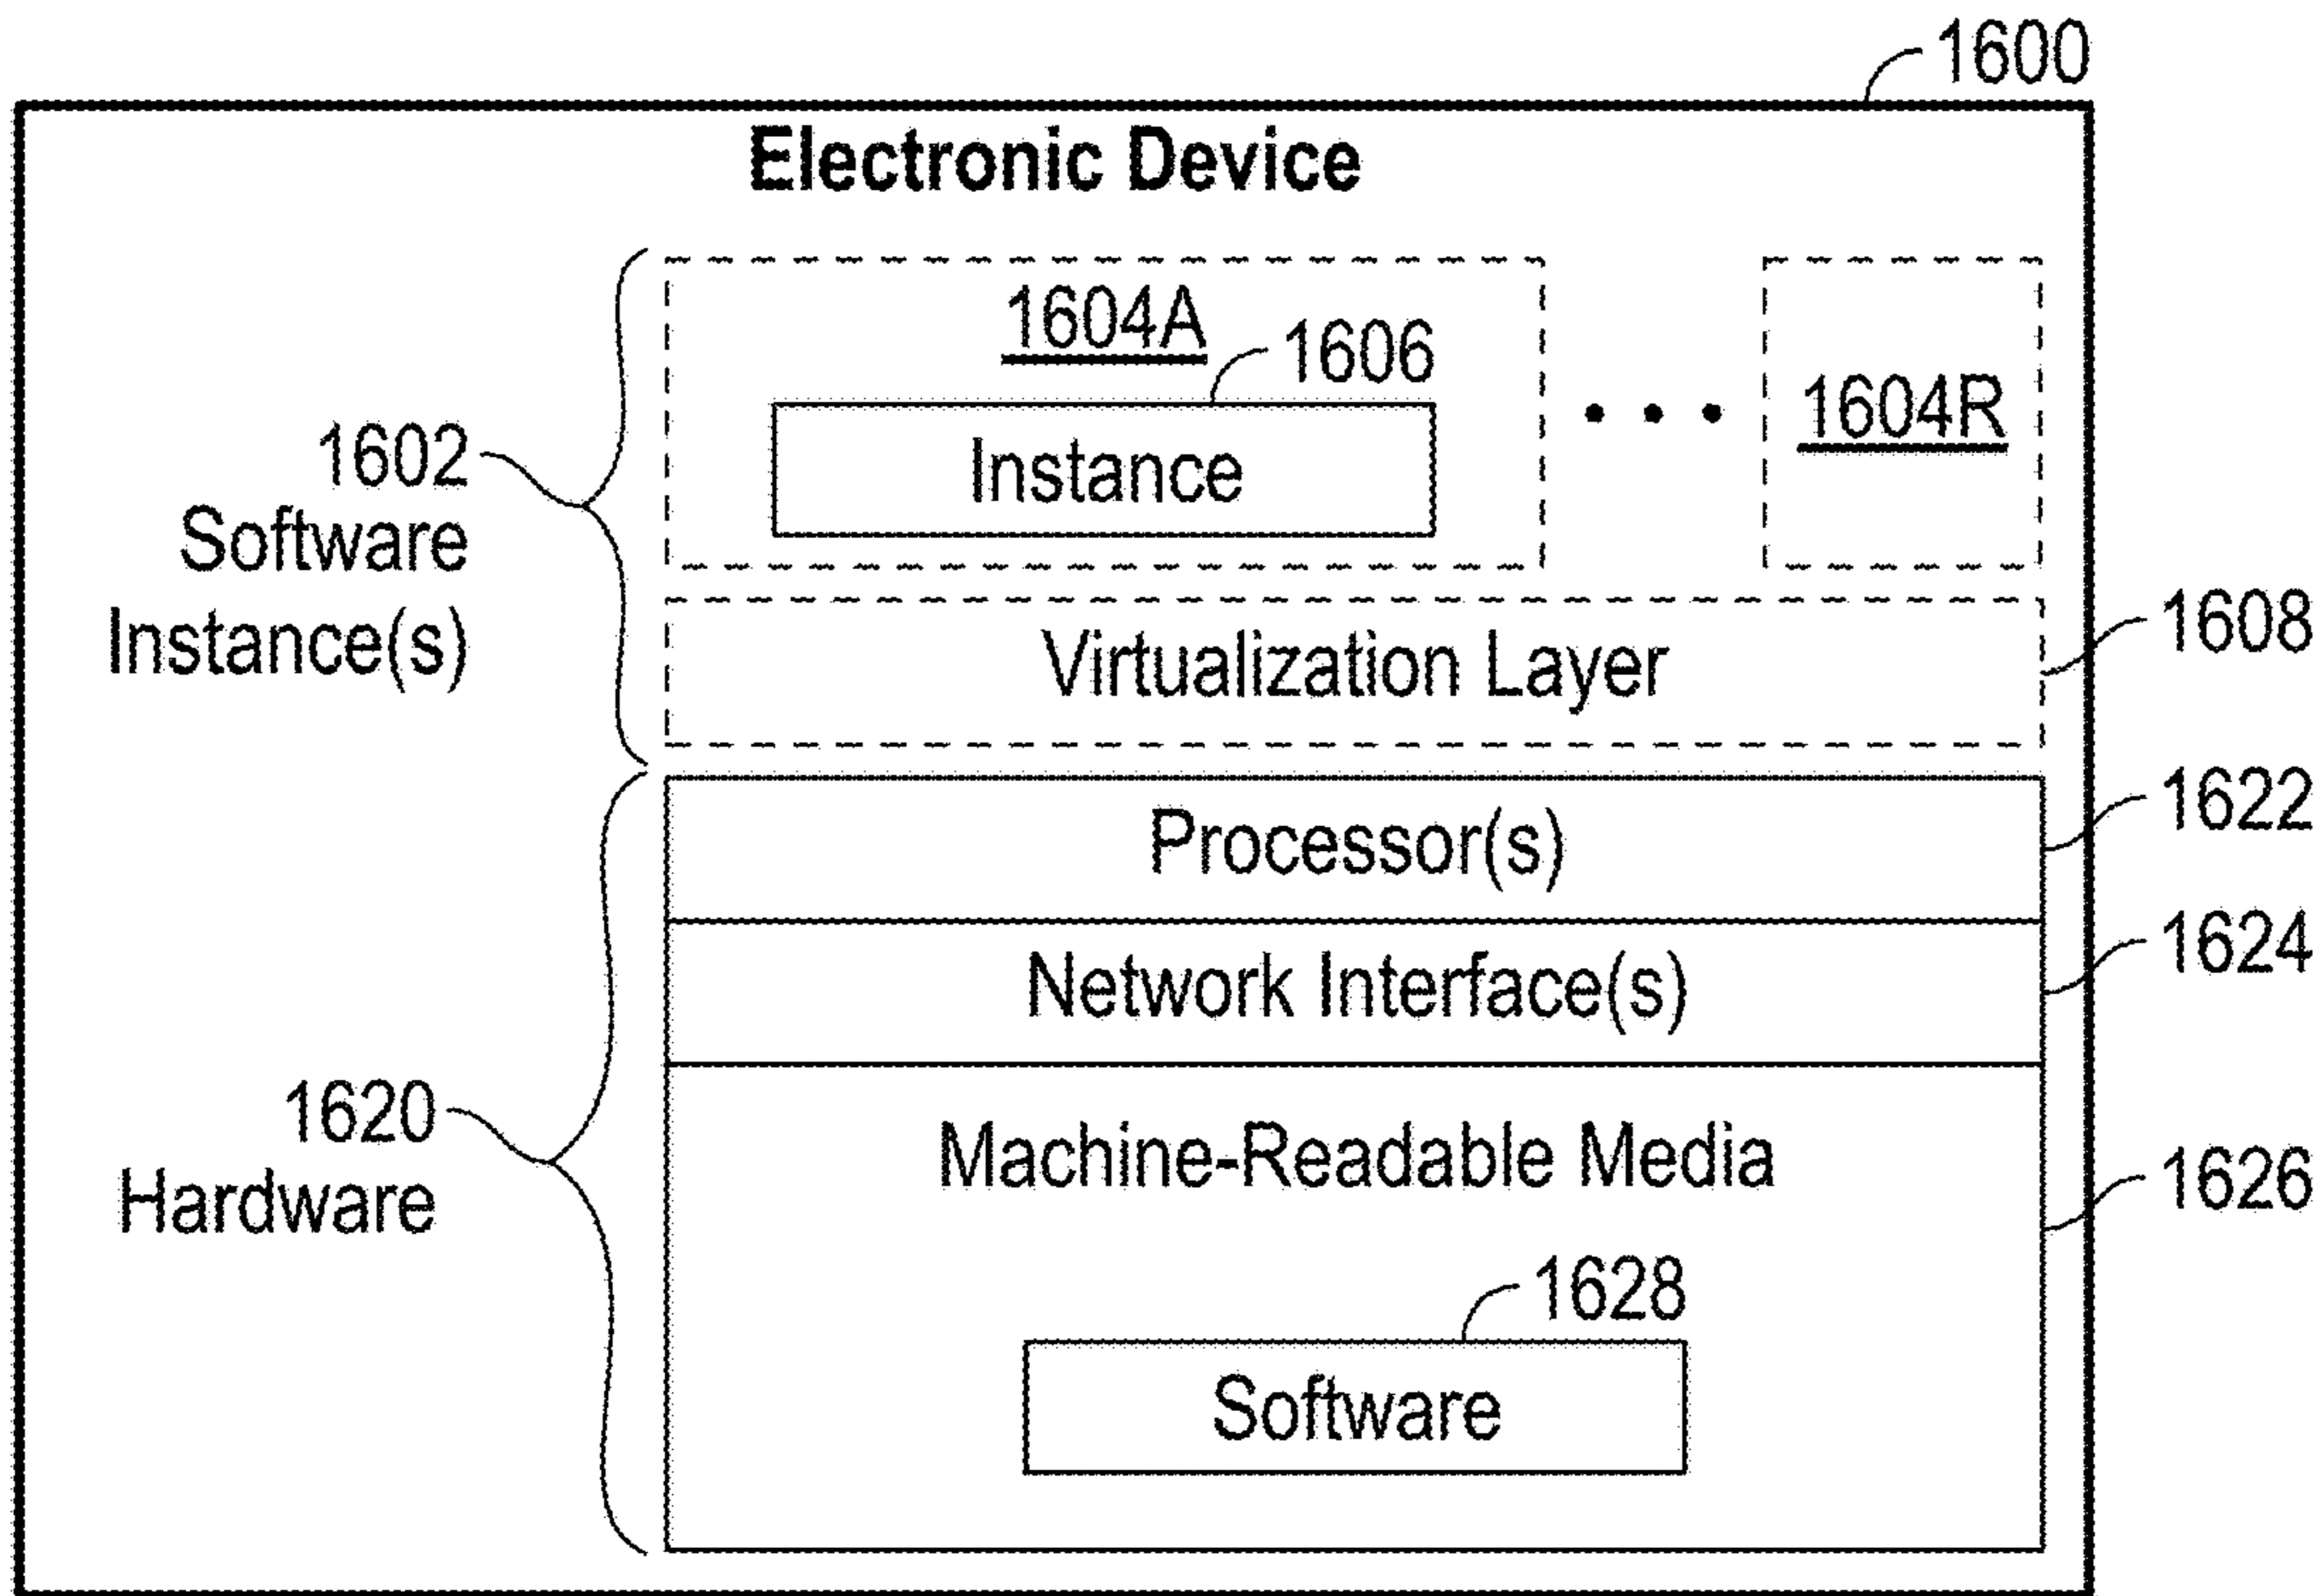 1600
Electronic Device
1604A
1606
Instance
1604R
1602
Software
Instance(s)
Virtualization Layer
1608
Processor(s)
1622
Network Interface(s)
1624
1620
Hardware
Machine-Readable Media
1626
1628
Software